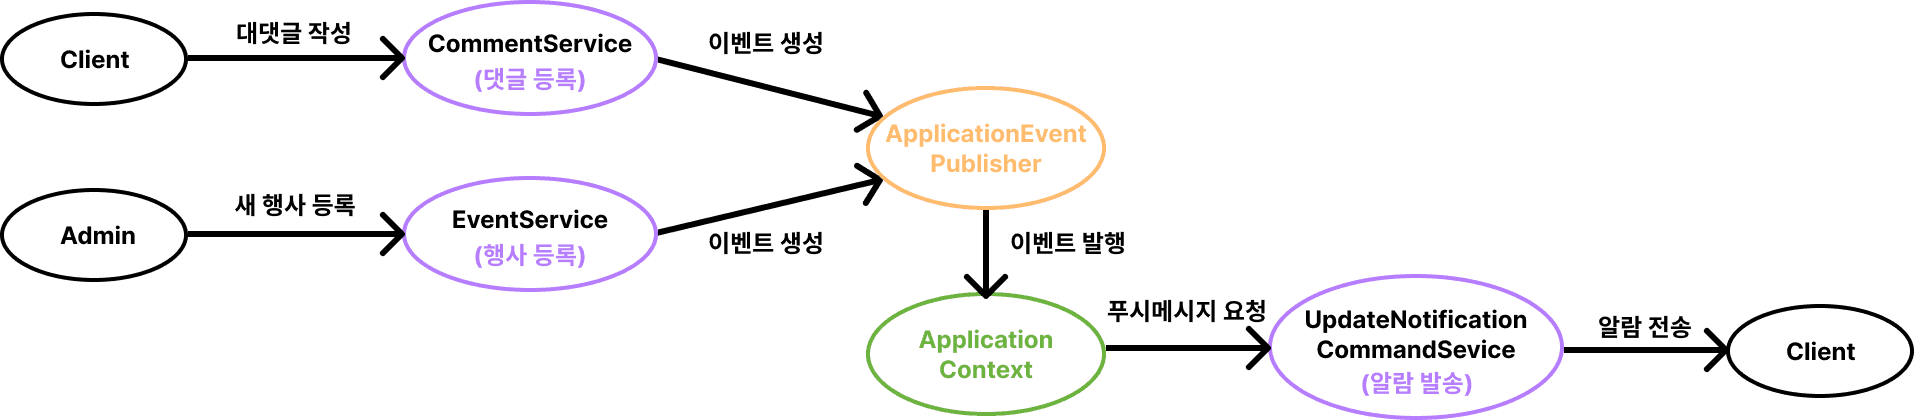 대댓글 작성
Client
CommentService
(댓글 등록)
이벤트 생성
ApplicationEvent
Publisher
새 행사 등록
Admin
EventService
(행사 등록)
이벤트 생성
이벤트 발행
Application
Context
푸시메시지 요청
UpdateNotification
CommandSevice
(알람 발송)
알람 전송
Client